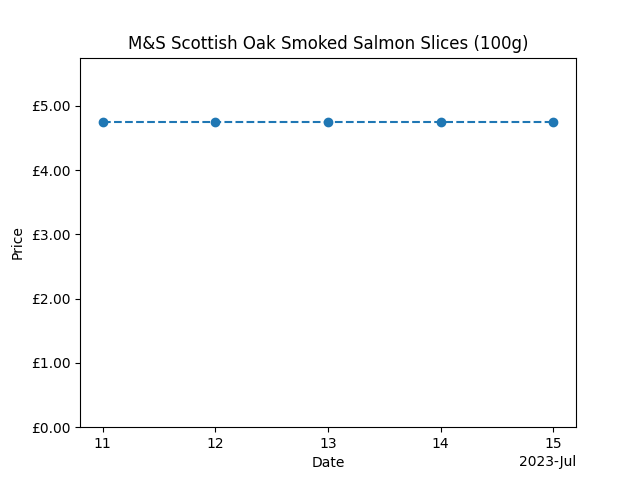 M&S Scottish Oak Smoked Salmon Slices (100g)
£5.00
£4.00
£3.00
£2.00
£1.00
£0.00
Price
11 12 13 14 15
Date
2023-Jul